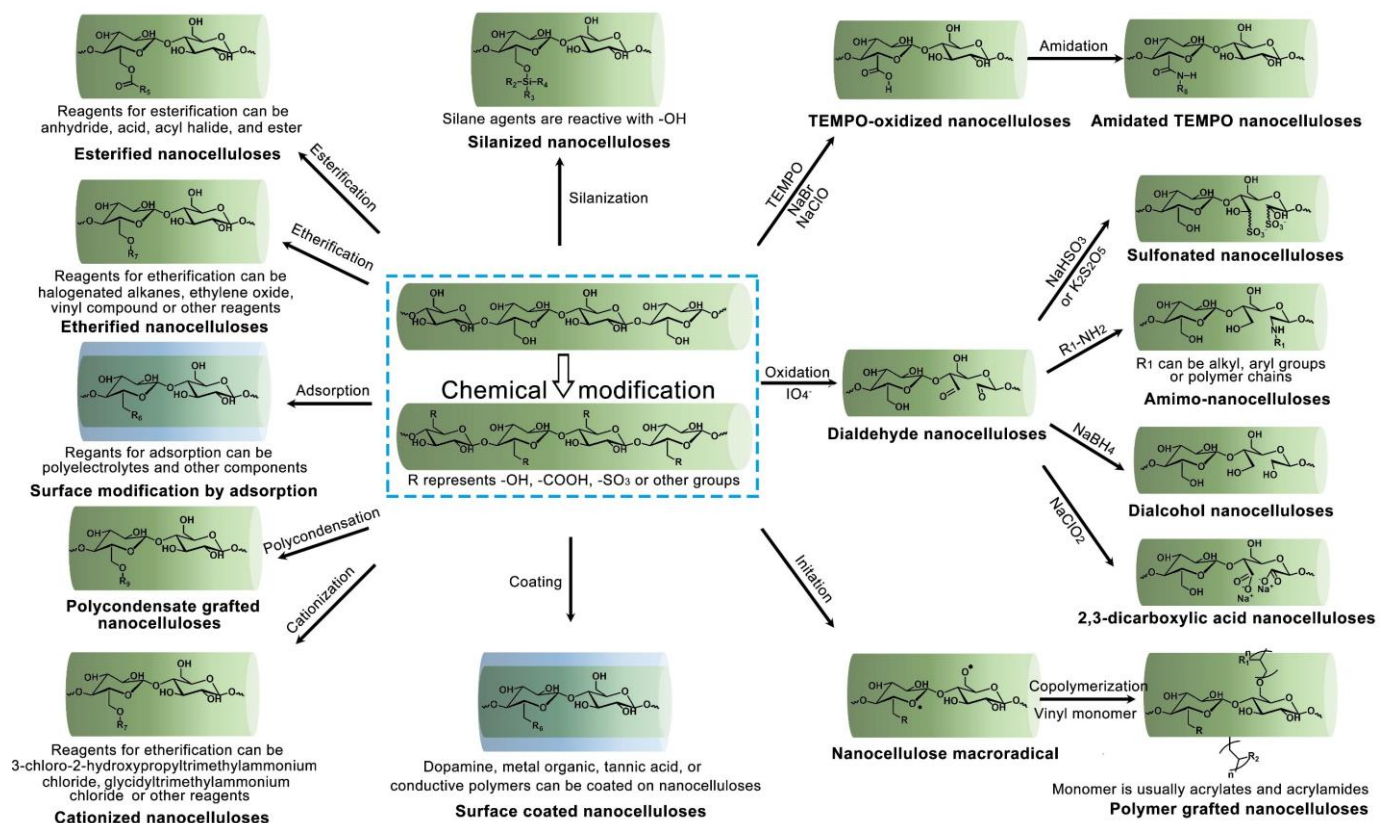 Reagents for esterification can be
anhydride, acid, acyl halide, and ester
Esterified nanocelluloses
Esterification
Silane agents are reactive with -OH
Silanized nanocelluloses
Silanization
TEMPO-oxidized nanocelluloses
TEMPO
NaBr
NaClO
Amidation
Amidated TEMPO nanocelluloses
Reagents for etherification can be
halogenated alkanes, ethylene oxide,
vinyl compound or other reagents
Etherified nanocelluloses
Etherification
Regants for adsorption can be
polyelectrolytes and other components
Surface modification by adsorption
Adsorption
Chemical modification
R represents -OH, -COOH, -SO3 or other groups
Oxidation
IO4-
Dialdehyde nanocelluloses
NaHSO3
or K2S2O5
Sulfonated nanocelluloses
R1-NH2
R1 can be alkyl, aryl groups
or polymer chains
Amimo-nanocelluloses
NaBH4
Dialcohol nanocelluloses
NaClO2
2,3-dicarboxylic acid nanocelluloses
Polycondensation
Polycondensate grafted
nanocelluloses
Cationization
Reagents for etherification can be
3-chloro-2-hydroxypropyltrimethylammonium
chloride, glycidyltrimethylammonium
chloride or other reagents
Cationized nanocelluloses
Coating
Dopamine, metal organic, tannic acid, or
conductive polymers can be coated on nanocelluloses
Surface coated nanocelluloses
Initation
Nanocellulose macroradical
Copolymerization
Vinyl monomer
Monomer is usually acrylates and acrylamides
Polymer grafted nanocelluloses